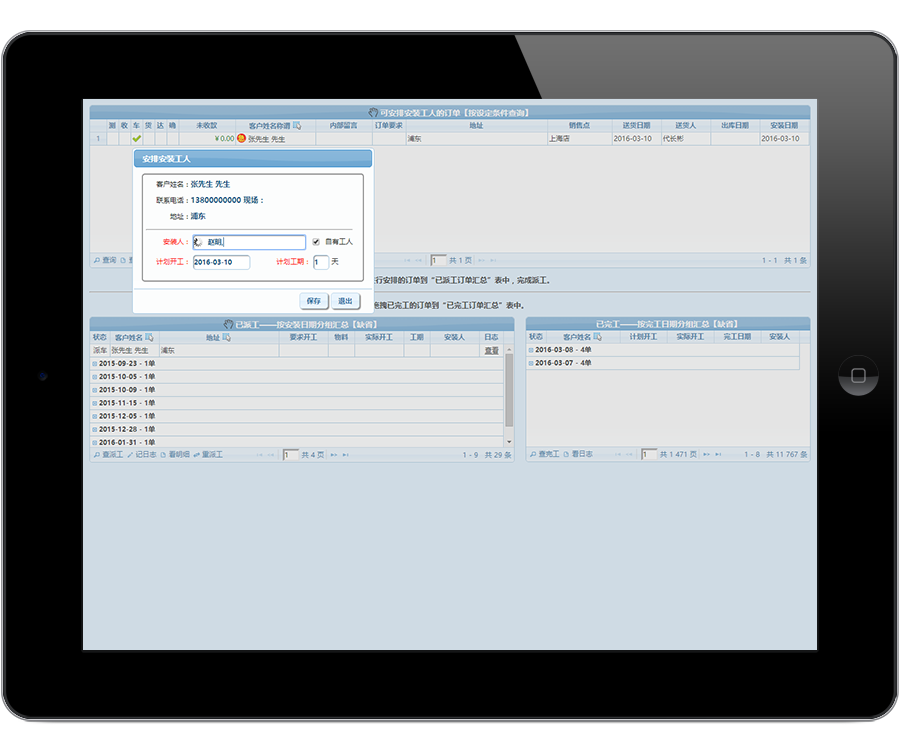 可安排安装工人的订单【按设定条件查询】
测 收 车 货 达 确 未收款 客户姓名称谓 内部留言 订单要求 地址 销售点 送货日期 送货人 出库日期 安装日期
1 ¥0.00 张先生 先生 浦东 上海店 2016-03-10 代长彬 2016-03-10
安排安装工人
客户姓名：张先生 先生
联系电话：13800000000 现场：
地址：浦东
安装人： 赵明 自有工人
计划开工：2016-03-10 计划工期：1 天
保存 退出
查询 1 共 1 页 1 - 1 共 1 条
行安排的订单到“已派工订单汇总”表中，完成派工。
拖拽已完工的订单到“已完工订单汇总”表中。
已派工——按安装日期分组汇总【缺省】
状态 客户姓名 地址 要求开工 物料 实际开工 工期 安装人 日志
派车 张先生 先生 浦东 查看
2015-09-23 - 1单
2015-10-05 - 1单
2015-10-09 - 1单
2015-11-15 - 1单
2015-12-05 - 1单
2015-12-28 - 1单
2016-01-31 - 1单
查派工 记日志 看明细 重派工 1 共 4 页 1 - 9 共 29 条
已完工——按完工日期分组汇总【缺省】
状态 客户姓名 计划开工 实际开工 完工日期 安装人
2016-03-08 - 4单
2016-03-07 - 4单
查完工 看日志 1 共 1 471 页 1 - 8 共 11 767 条